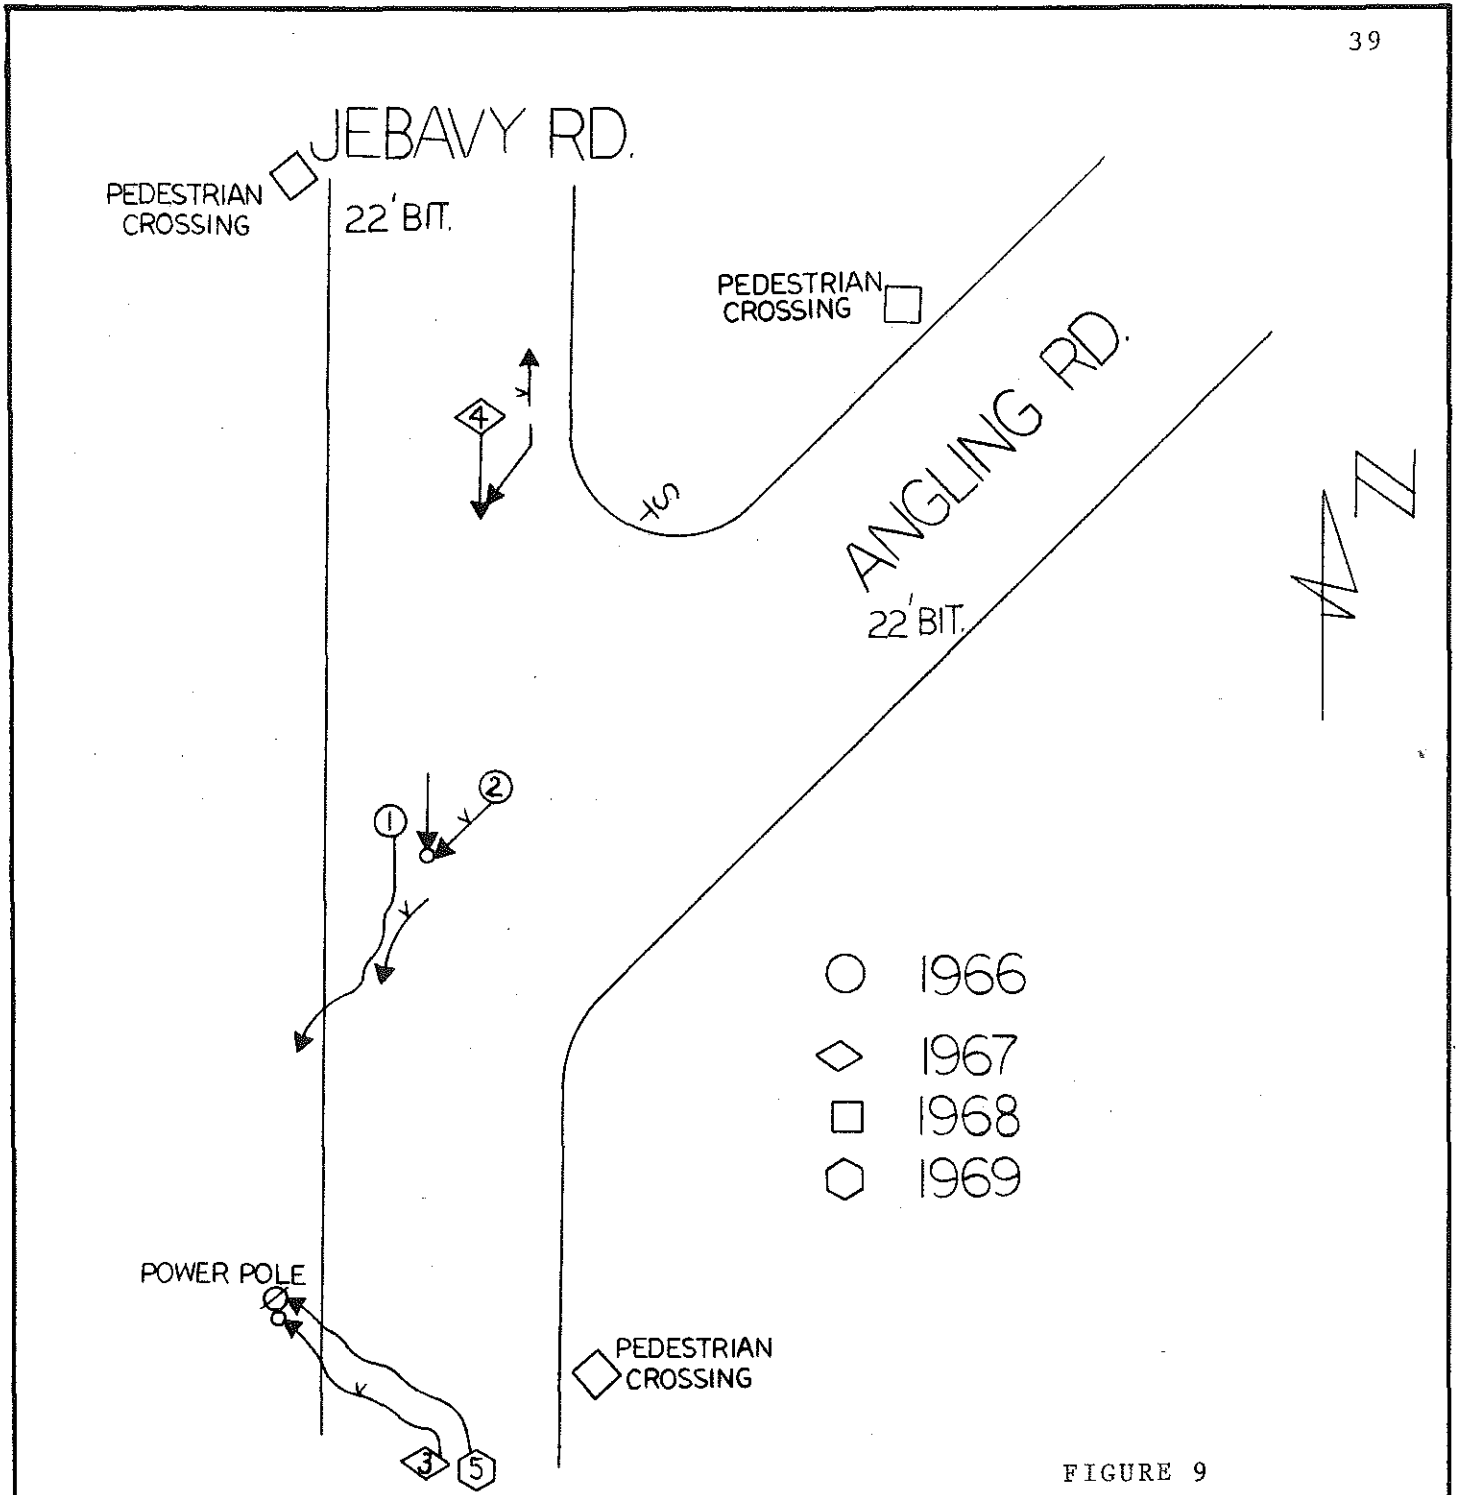 39
JEBAVY RD.
PEDESTRIAN
CROSSING
22' BIT.
PEDESTRIAN
CROSSING
ANGLING RD.
22' BIT.
N
4
2
1
1966
1967
1968
1969
POWER POLE
PEDESTRIAN
CROSSING
3
5
FIGURE 9